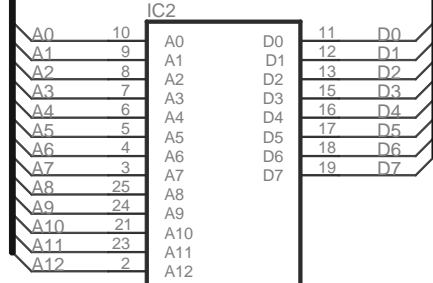 IC2
A0 10 A0 D0 11 D0
A1 9 A1 D1 12 D1
A2 8 A2 D2 13 D2
A3 7 A3 D3 15 D3
A4 6 A4 D4 16 D4
A5 5 A5 D5 17 D5
A6 4 A6 D6 18 D6
A7 3 A7 D7 19 D7
A8 25 A8
A9 24 A9
A10 21 A10
A11 23 A11
A12 2 A12